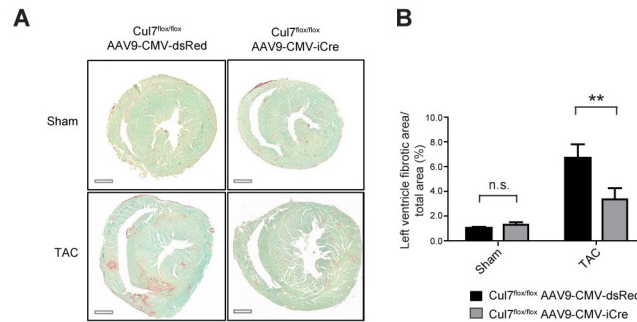 A
Cul7flox/flox
AAV9-CMV-dsRed
Cul7flox/flox
AAV9-CMV-iCre
Sham
TAC
B
Left ventricle fibrotic area/
total area (%)
10.0
8.0
6.0
4.0
2.0
0.0
n.s.
**
Sham
TAC
Cul7flox/flox AAV9-CMV-dsRed
Cul7flox/flox AAV9-CMV-iCre